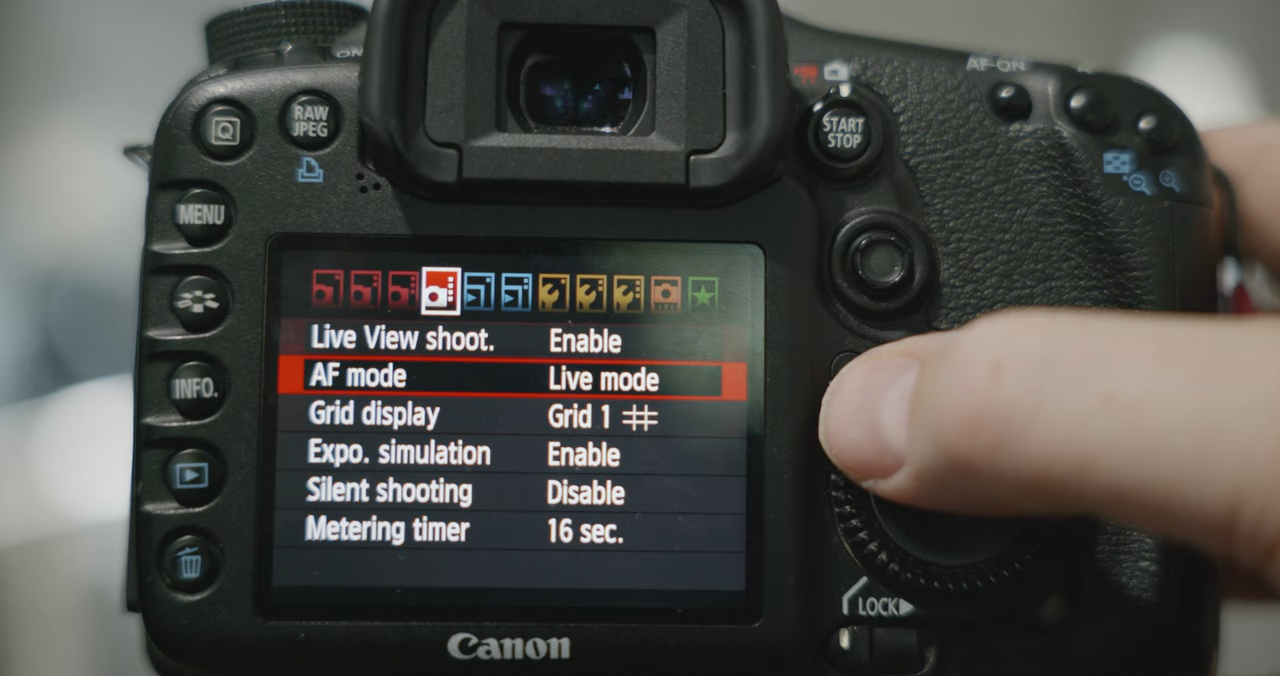 ON
AF-ON
Q
RAW
JPEG
START
STOP
MENU
Live View shoot. Enable
AF mode Live mode
INFO.
Grid display Grid 1
Expo. simulation Enable
Silent shooting Disable
Metering timer 16 sec.
LOCK
Canon